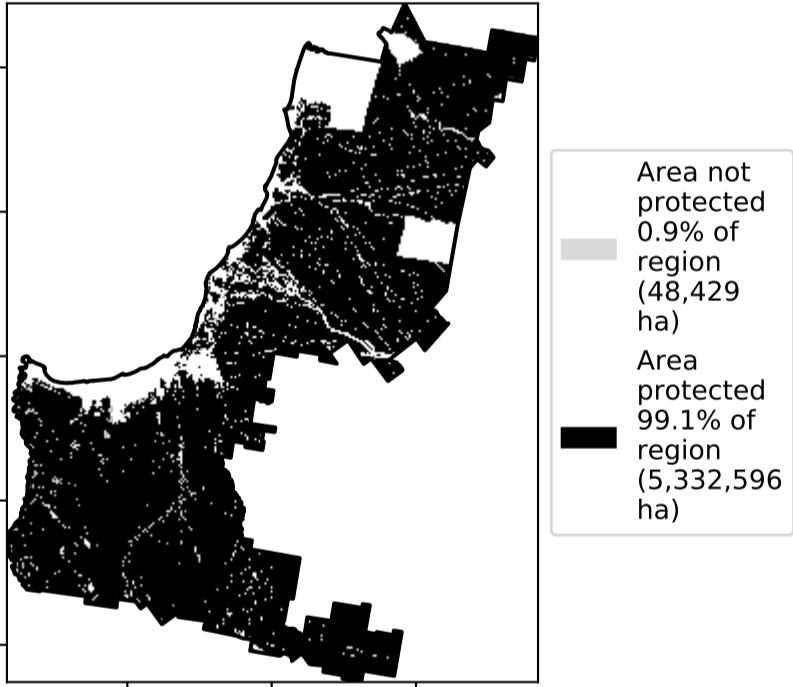 Area not
protected
0.9% of
region
(48,429
ha)
Area
protected
99.1% of
region
(5,332,596
ha)